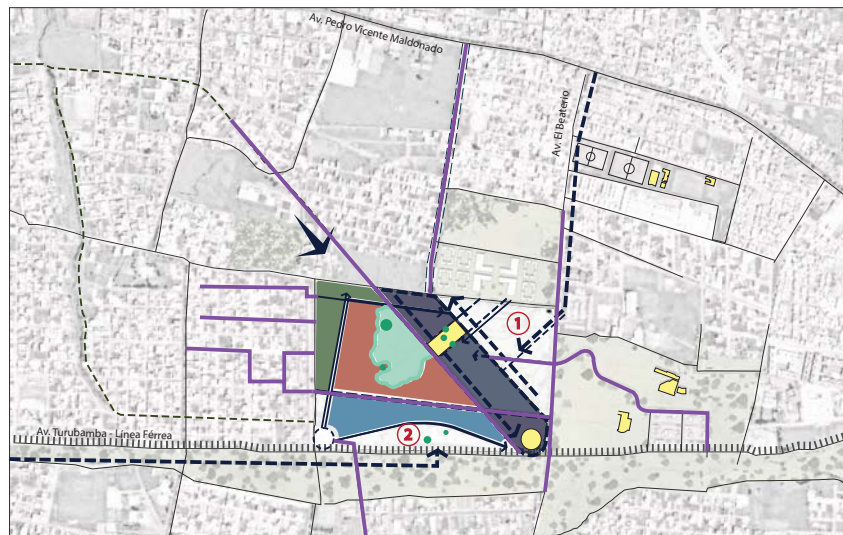 Av. Pedro Vicente Maldonado
Av. El Beaterio
1
2
Av. Turubamba - Línea Férrea